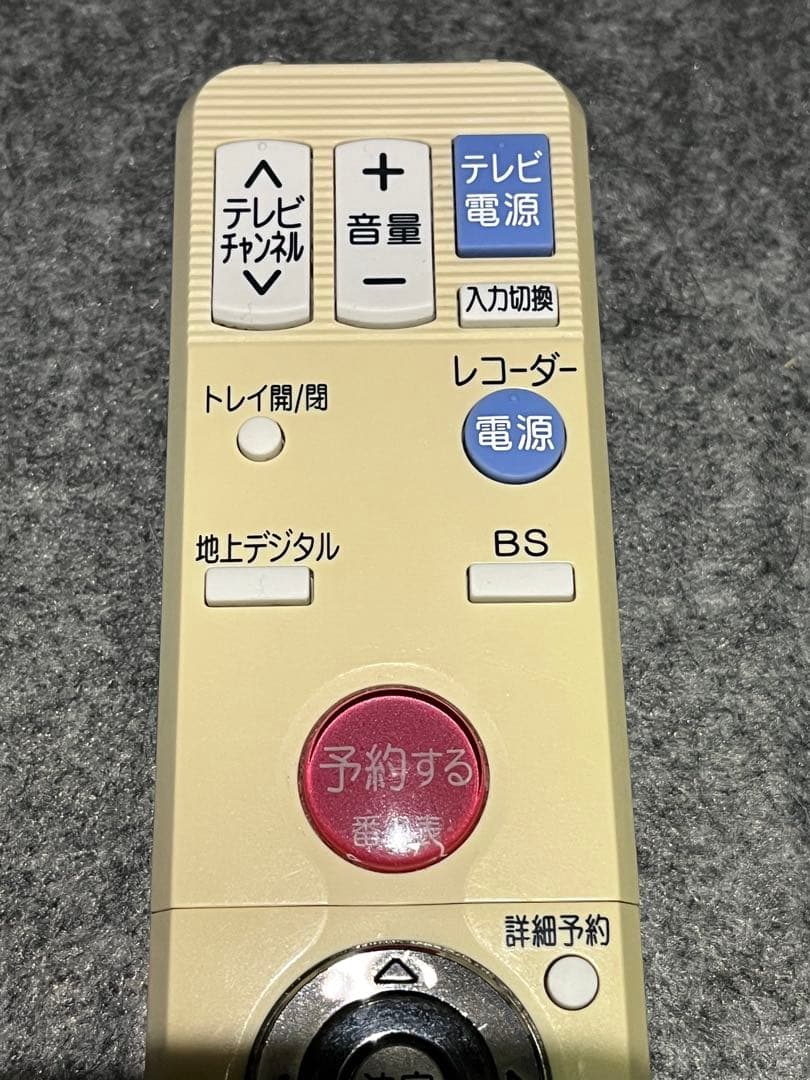 テレビ
チャンネル
+
音量
−
テレビ
電源
入力切換
トレイ開/閉
レコーダー
電源
地上デジタル
BS
予約する
詳細予約